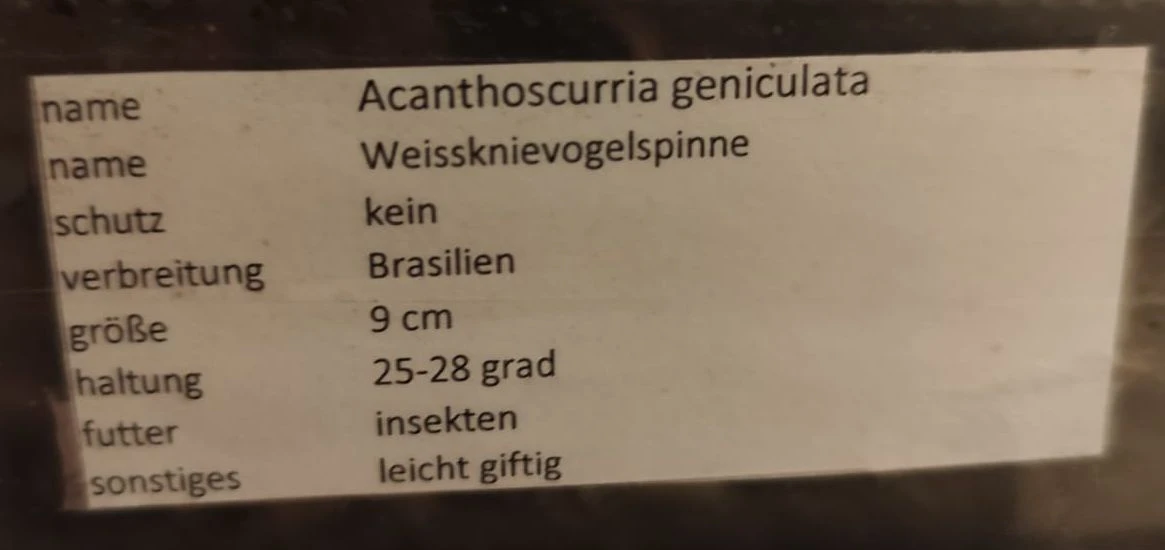 name Acanthoscurria geniculata
name Weissknievogelspinne
schutz kein
verbreitung Brasilien
größe 9 cm
haltung 25-28 grad
futter insekten
sonstiges leicht giftig